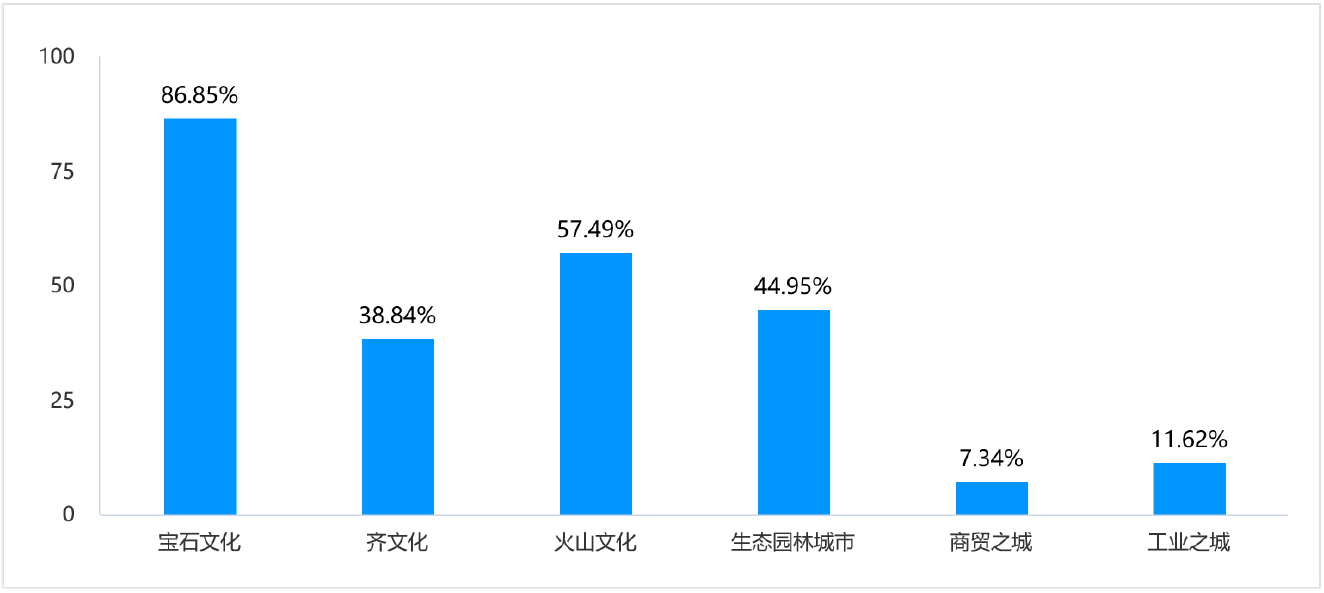 100
75
50
25
0
86.85%
38.84%
57.49%
44.95%
7.34%
11.62%
宝石文化
齐文化
火山文化
生态园林城市
商贸之城
工业之城